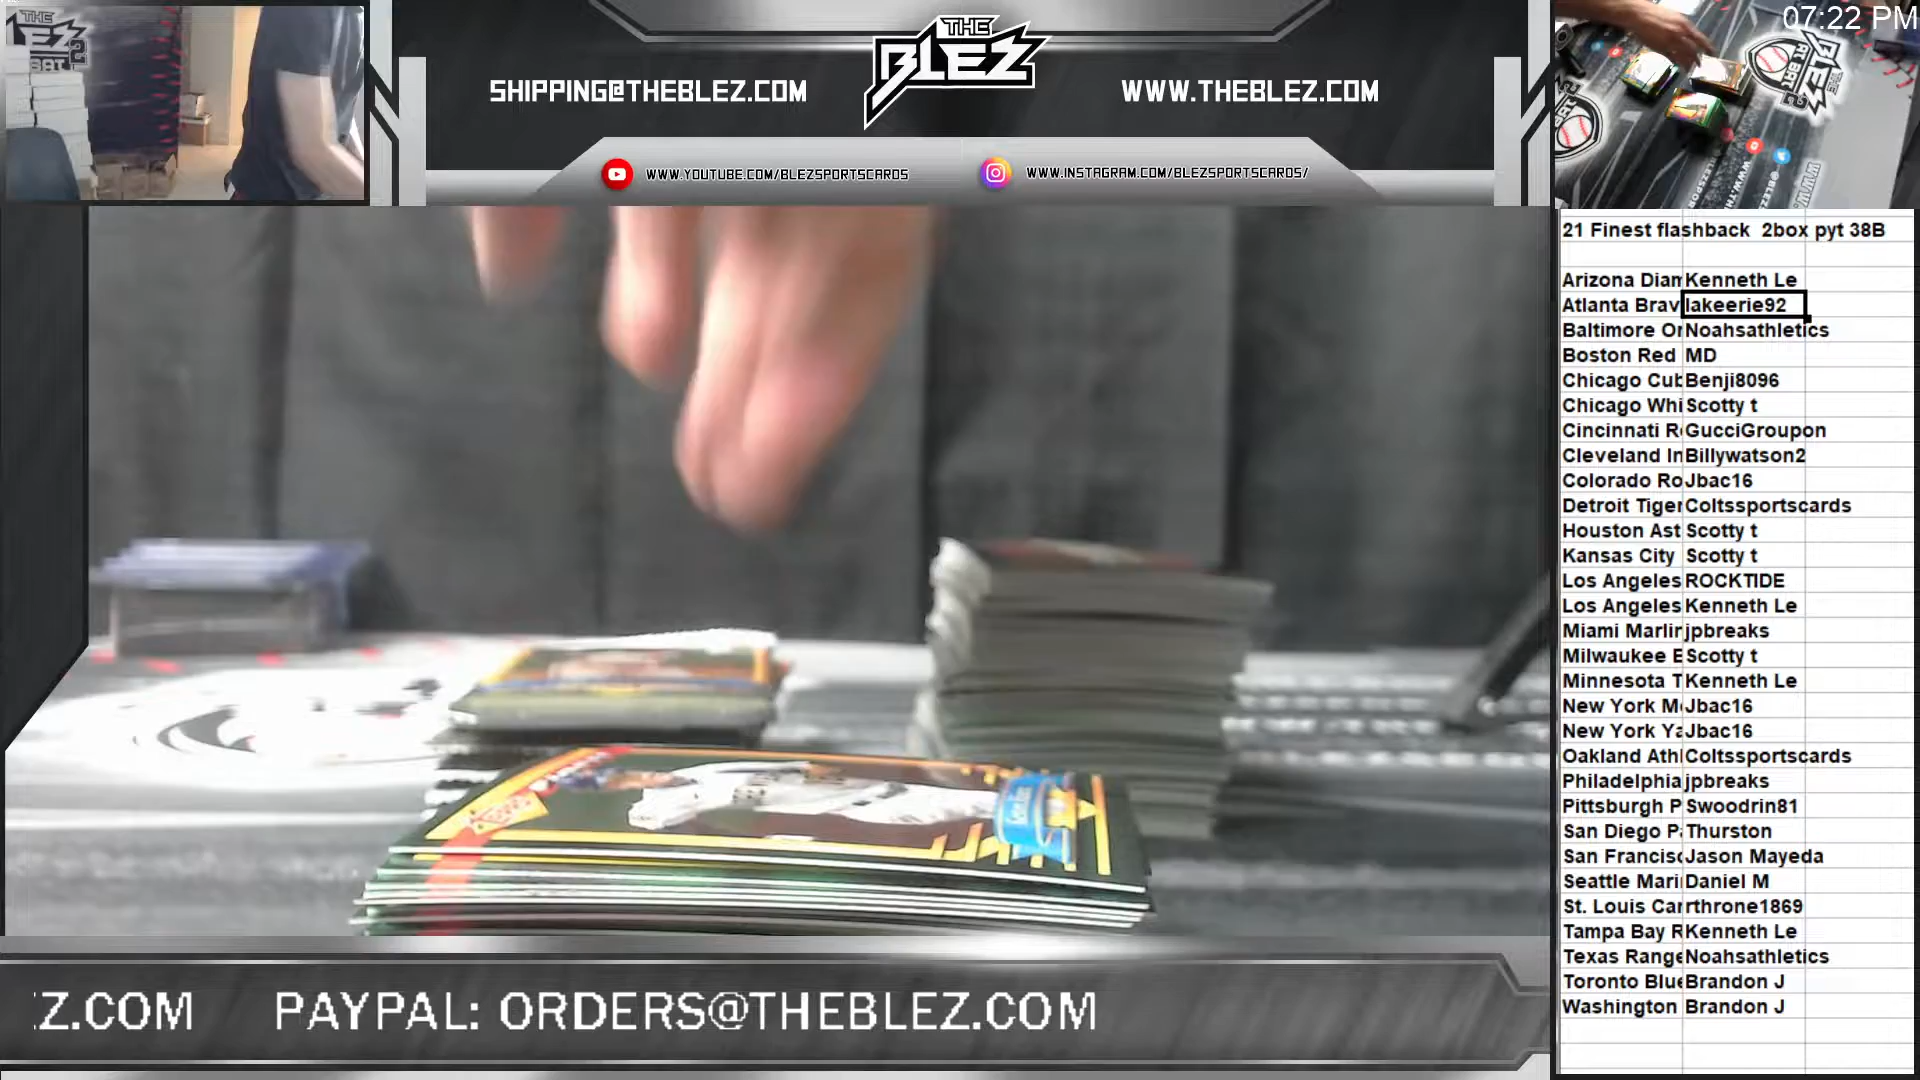 THE
BLEZ
SHIPPING@THEBLEZ.COM
WWW.THEBLEZ.COM
WWW.YOUTUBE.COM/BLEZSPORTSCARDS
WWW.INSTAGRAM.COM/BLEZSPORTSCARDS/
07:22 PM
21 Finest flashback 2box pyt 38B
Arizona Diam Kenneth Le
Atlanta Brav lakeerie92
Baltimore Or Noahsathletics
Boston Red MD
Chicago Cub Benji8096
Chicago Whi Scotty t
Cincinnati Re GucciGroupon
Cleveland In Billywatson2
Colorado Ro Jbac16
Detroit Tiger Coltssportscards
Houston Ast Scotty t
Kansas City Scotty t
Los Angeles ROCKTIDE
Los Angeles Kenneth Le
Miami Marlin jpbreaks
Milwaukee B Scotty t
Minnesota T Kenneth Le
New York Me Jbac16
New York Ya Jbac16
Oakland Athl Coltssportscards
Philadelphia jpbreaks
Pittsburgh P Swoodrin81
San Diego Pa Thurston
San Francisc Jason Mayeda
Seattle Mari Daniel M
St. Louis Car throne1869
Tampa Bay R Kenneth Le
Texas Range Noahsathletics
Toronto Blue Brandon J
Washington Brandon J
Z.COM PAYPAL: ORDERS@THEBLEZ.COM